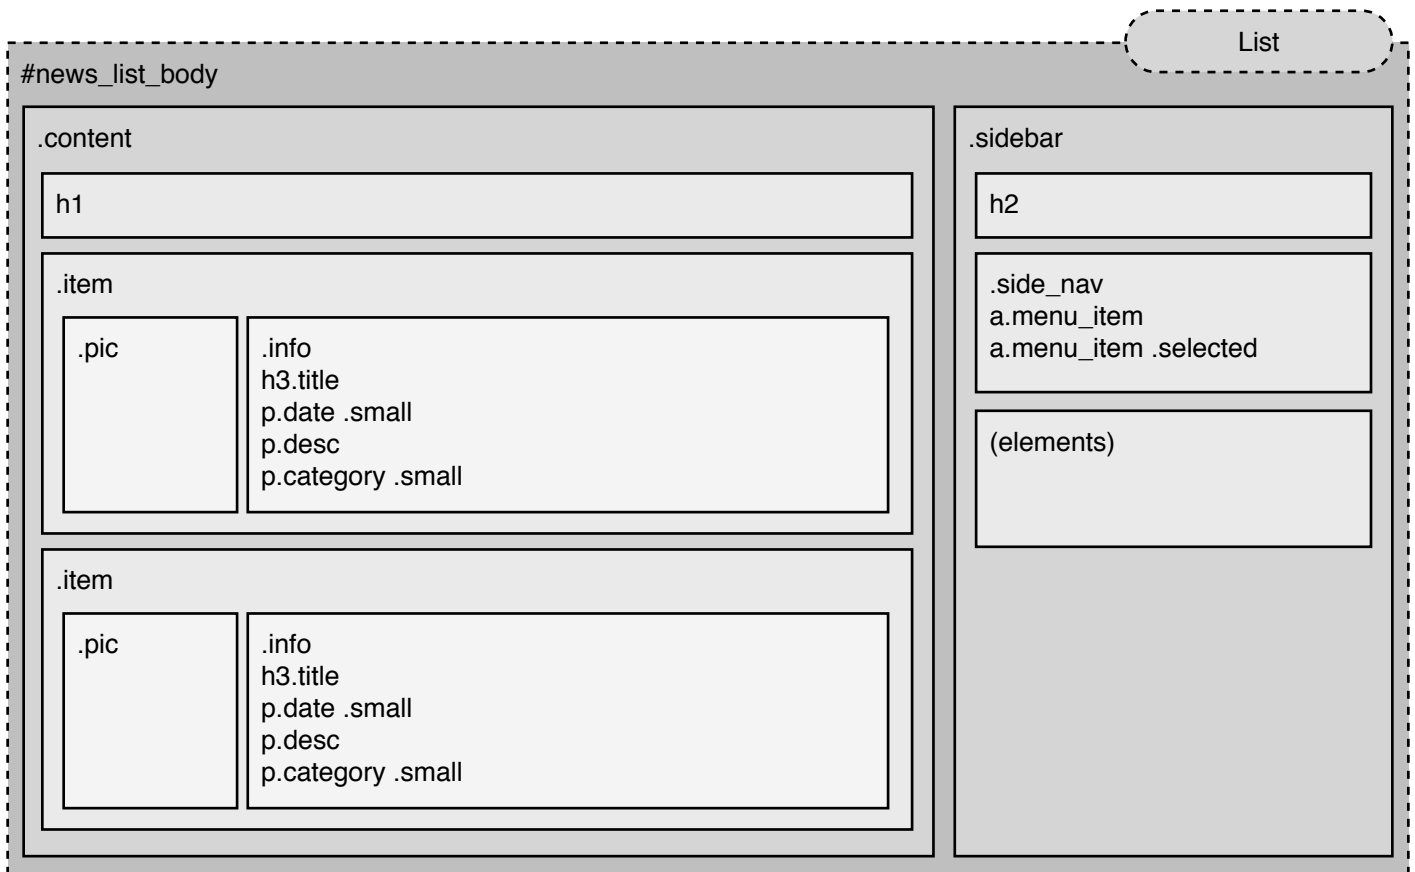 List
#news_list_body
.content
h1
.item
.pic
.info
h3.title
p.date .small
p.desc
p.category .small
.item
.pic
.info
h3.title
p.date .small
p.desc
p.category .small
.sidebar
h2
.side_nav
a.menu_item
a.menu_item .selected
(elements)